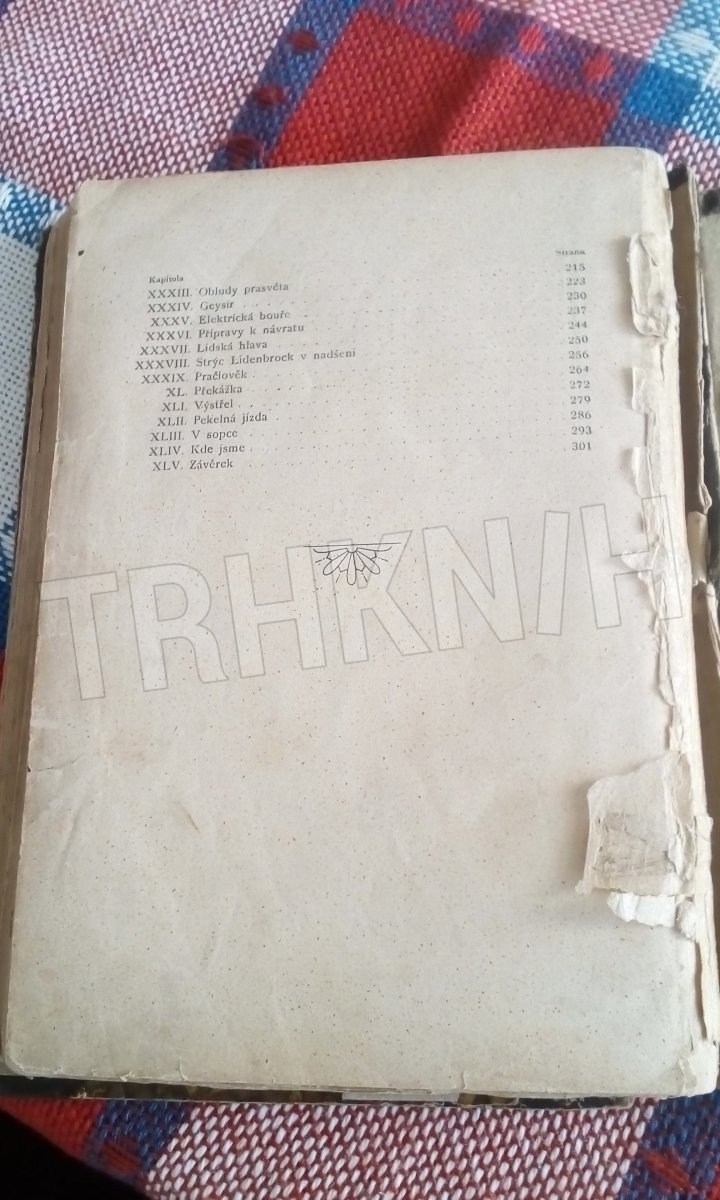 Kapitola Strana
XXXIII. Obludy prasvěta 215
XXXIV. Geysir 223
XXXV. Elektrická bouře 230
XXXVI. Přípravy k návratu 237
XXXVII. Lidská hlava 244
XXXVIII. Strýc Lidenbrock v nadšení 250
XXXIX. Pračlověk 256
XL. Překážka 264
XLI. Výstřel 272
XLII. Pekelná jízda 279
XLIII. V sopce 286
XLIV. Kde jsme 293
XLV. Závěrek 301
TRHKNIH